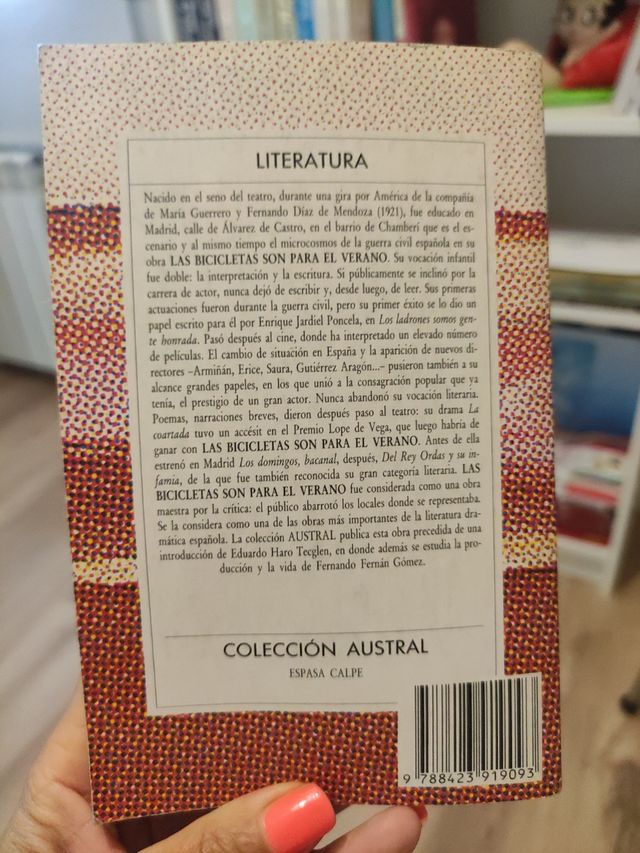 LITERATURA
Nacido en el seno del teatro, durante una gira por América de la compañía
de María Guerrero y Fernando Díaz de Mendoza (1921), fue educado en
Madrid, calle de Álvarez de Castro, en el barrio de Chamberí que es el es-
cenario y al mismo tiempo el microcosmos de la guerra civil española en su
obra LAS BICICLETAS SON PARA EL VERANO. Su vocación infantil
fue doble: la interpretación y la escritura. Si públicamente se inclinó por la
carrera de actor, nunca dejó de escribir y, desde luego, de leer. Sus primeras
actuaciones fueron durante la guerra civil, pero su primer éxito se lo dio un
papel escrito para él por Enrique Jardiel Poncela, en Los ladrones somos gen-
te honrada. Pasó después al cine, donde ha interpretado un elevado número
de películas. El cambio de situación en España y la aparición de nuevos di-
rectores –Armiñán, Erice, Saura, Gutiérrez Aragón...– pusieron también a su
alcance grandes papeles, en los que unió a la consagración popular que ya
tenía, el prestigio de un gran actor. Nunca abandonó su vocación literaria.
Poemas, narraciones breves, dieron después paso al teatro: su drama La
coartada tuvo un accésit en el Premio Lope de Vega, que luego habría de
ganar con LAS BICICLETAS SON PARA EL VERANO. Antes de ella
estrenó en Madrid Los domingos, bacanal, después, Del Rey Ordas y su in-
famia, de la que fue también reconocida su gran categoría literaria. LAS
BICICLETAS SON PARA EL VERANO fue considerada como una obra
maestra por la crítica: el público abarrotó los locales donde se representaba.
Se la considera como una de las obras más importantes de la literatura dra-
mática española. La colección AUSTRAL publica esta obra precedida de una
introducción de Eduardo Haro Tecglen, en donde además se estudia la pro-
ducción y la vida de Fernando Fernán Gómez.
COLECCIÓN AUSTRAL
ESPASA CALPE
9 788423 919093